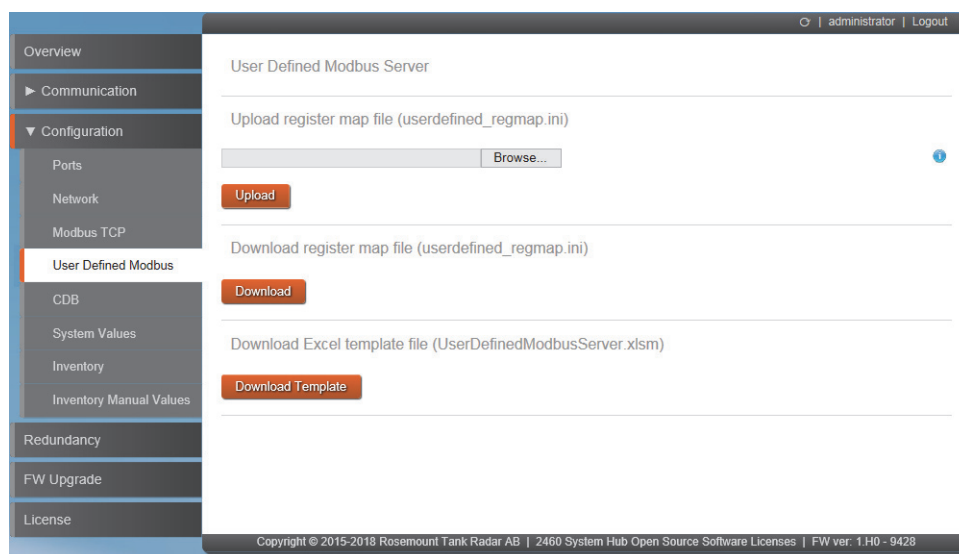 administrator | Logout
Overview
Communication
Configuration
Ports
Network
Modbus TCP
User Defined Modbus
CDB
System Values
Inventory
Inventory Manual Values
Redundancy
FW Upgrade
License
User Defined Modbus Server
Upload register map file (userdefined_regmap.ini)
Browse...
Upload
Download register map file (userdefined_regmap.ini)
Download
Download Excel template file (UserDefinedModbusServer.xlsm)
Download Template
Copyright © 2015-2018 Rosemount Tank Radar AB | 2460 System Hub Open Source Software Licenses | FW ver: 1.H0 - 9428